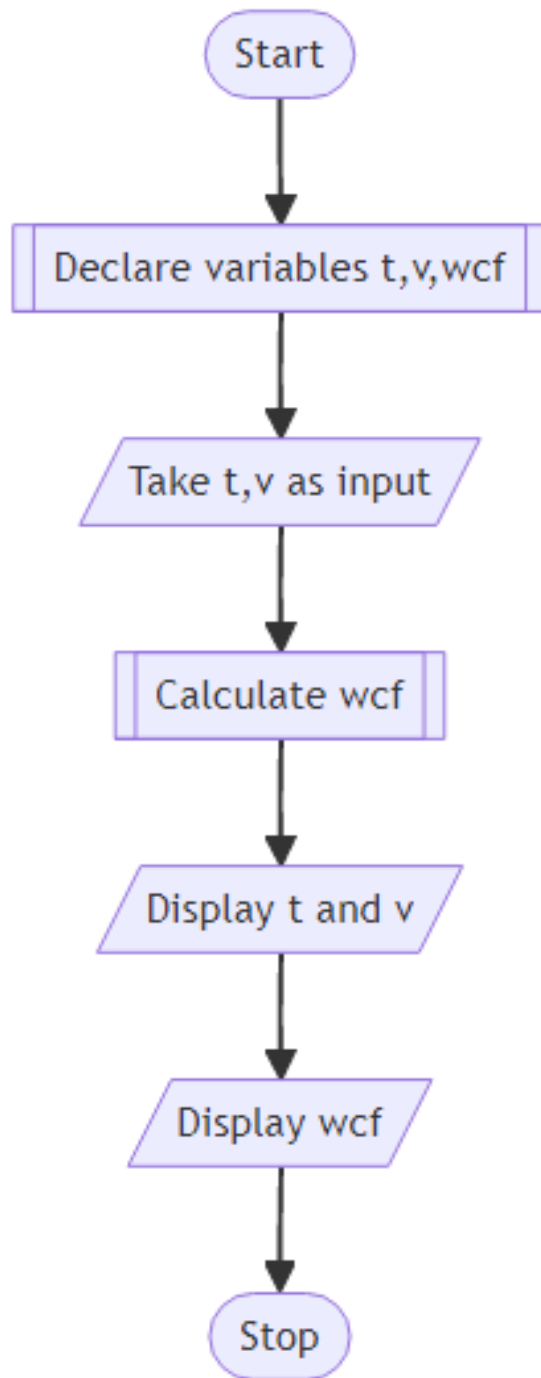 Start
Declare variables t,v,wcf
Take t,v as input
Calculate wcf
Display t and v
Display wcf
Stop